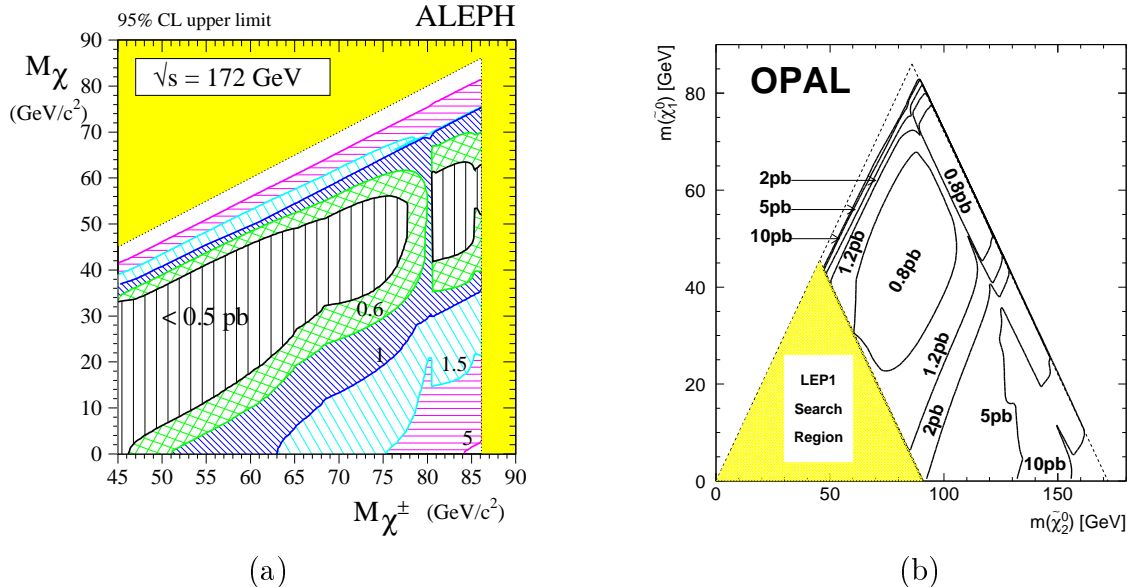 95% CL upper limit
ALEPH
Mχ
(GeV/c²)
√s = 172 GeV
90
80
70
60
50
40
30
20
10
0
< 0.5 pb
0.6
1
1.5
5
45 50 55 60 65 70 75 80 85 90
Mχ± (GeV/c²)
(a)
m(χ̃₁⁰) [GeV]
OPAL
80
60
40
20
0
2pb
5pb
10pb
1.2pb
0.8pb
0.8pb
1.2pb
2pb
5pb
10pb
LEP1
Search
Region
0 50 100 150
m(χ̃₂⁰) [GeV]
(b)